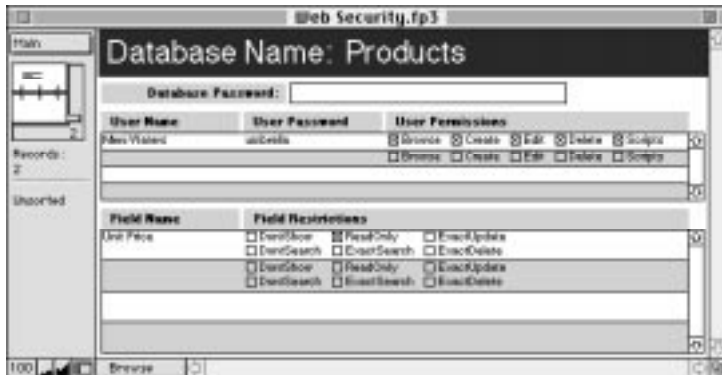 Web Security.fp3
Main
Database Name: Products
Database Password:
User Name User Password User Permissions
umbrella Browse Create Edit Delete Scripts
Browse Create Edit Delete Scripts
2
Records:
2
Unsorted
Field Name Field Restrictions
Unit Price DontShow ReadOnly ExactUpdate
DontSearch ExactSearch ExactDelete
DontShow ReadOnly ExactUpdate
DontSearch ExactSearch ExactDelete
100 Browse